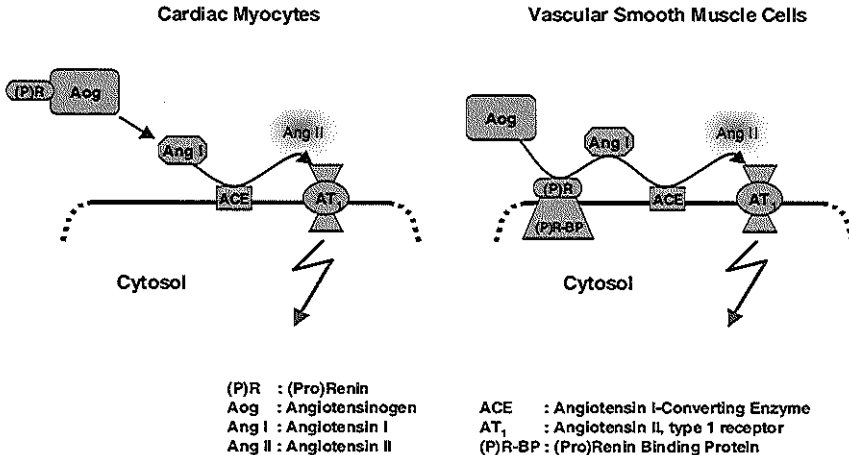 Cardiac Myocytes
(P)R
Aog
Ang I
Ang II
ACE
AT1
Cytosol
Vascular Smooth Muscle Cells
Aog
Ang I
Ang II
(P)R
(P)R-BP
ACE
AT1
Cytosol
(P)R : (Pro)Renin
Aog : Angiotensinogen
Ang I : Angiotensin I
Ang II : Angiotensin II
ACE : Angiotensin I-Converting Enzyme
AT1 : Angiotensin II, type 1 receptor
(P)R-BP : (Pro)Renin Binding Protein